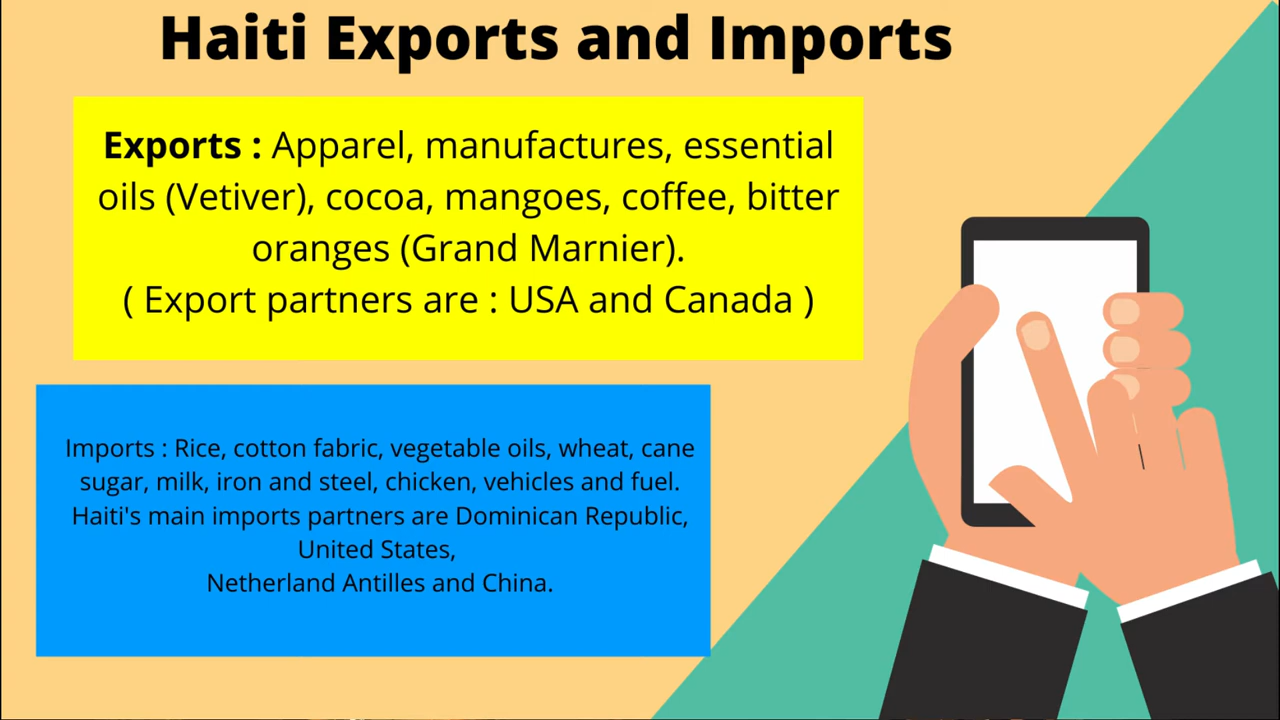 Haiti Exports and Imports
Exports : Apparel, manufactures, essential
oils (Vetiver), cocoa, mangoes, coffee, bitter
oranges (Grand Marnier).
( Export partners are : USA and Canada )
Imports : Rice, cotton fabric, vegetable oils, wheat, cane
sugar, milk, iron and steel, chicken, vehicles and fuel.
Haiti's main imports partners are Dominican Republic,
United States,
Netherland Antilles and China.